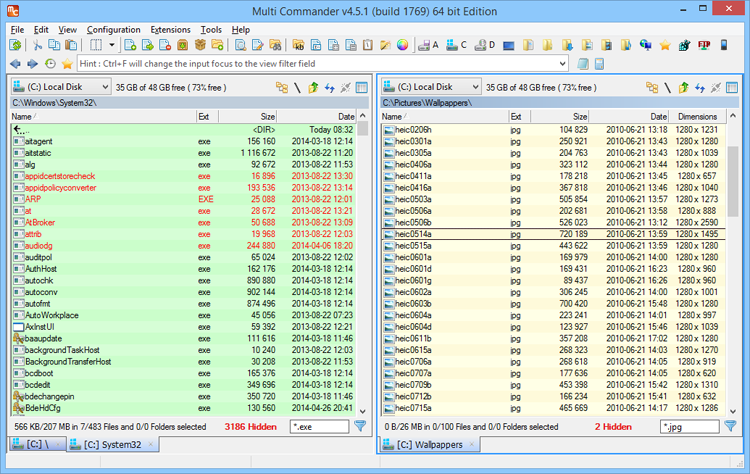 Multi Commander v4.5.1 (build 1769) 64 bit Edition
File Edit View Configuration Extensions Tools Help
A C D FTP
Hint : Ctrl+F will change the input focus to the view filter field
(C:) Local Disk 35 GB of 48 GB free ( 73% free )
C:\Windows\System32\
Name Ext Size Date
.. <DIR> Today 08:32
aitagent exe 156 160 2014-03-18 12:14
aitstatic exe 1 116 672 2013-08-22 11:20
alg exe 92 672 2013-08-22 11:53
appidcertstorecheck exe 16 896 2013-08-22 13:30
appidpolicyconverter exe 193 536 2013-08-22 13:14
ARP EXE 25 088 2013-08-22 12:01
at exe 28 672 2013-08-22 13:21
AtBroker exe 50 688 2013-08-22 13:09
attrib exe 19 968 2013-08-22 12:03
audiodg exe 244 880 2014-04-06 18:20
auditpol exe 65 024 2013-08-22 12:02
AuthHost exe 162 176 2014-03-18 12:14
autochk exe 890 880 2014-03-18 12:14
autoconv exe 902 144 2014-03-18 12:14
autofmt exe 874 496 2014-03-18 12:14
AutoWorkplace exe 45 056 2013-08-22 07:23
AxInstUI exe 59 392 2013-08-22 12:21
baaupdate exe 111 616 2014-03-18 11:46
backgroundTaskHost exe 10 240 2013-08-22 12:03
BackgroundTransferHost exe 30 208 2013-08-22 11:53
bcdboot exe 165 376 2014-03-18 12:14
bcdedit exe 349 696 2014-03-18 12:14
bdechangepin exe 350 720 2014-03-18 11:46
BdeHdCfg exe 130 560 2014-04-26 20:41
566 KB/207 MB in 7/483 Files and 0/0 Folders selected 3186 Hidden *.exe
[C:] \ [C:] System32
(C:) Local Disk 35 GB of 48 GB free ( 73% free )
C:\Pictures\Wallpappers\
Name Ext Size Date Dimensions
heic0206h jpg 104 829 2010-06-21 13:18 1280 x 1231
heic0301a jpg 250 921 2010-06-21 13:43 1280 x 1280
heic0305a jpg 204 763 2010-06-21 13:43 1280 x 1039
heic0406a jpg 323 112 2010-06-21 13:44 1280 x 1280
heic0411a jpg 178 218 2010-06-21 13:45 1280 x 657
heic0416a jpg 367 818 2010-06-21 13:46 1280 x 1040
heic0503a jpg 505 854 2010-06-21 13:57 1280 x 1273
heic0506a jpg 202 681 2010-06-21 13:58 1280 x 888
heic0506b jpg 526 023 2010-06-21 13:12 1280 x 2590
heic0514a jpg 720 189 2010-06-21 13:59 1280 x 1495
heic0515a jpg 443 622 2010-06-21 13:59 1280 x 1280
heic0601a jpg 169 979 2010-06-21 14:00 1280 x 1280
heic0601d jpg 169 431 2010-06-21 16:23 1280 x 960
heic0601g jpg 89 437 2010-06-21 16:26 1280 x 960
heic0602a jpg 306 245 2010-06-21 14:00 1280 x 1001
heic0603b jpg 700 420 2010-06-21 15:48 1280 x 1280
heic0604a jpg 223 241 2010-06-21 14:01 1280 x 997
heic0604d jpg 123 927 2010-06-21 15:46 1280 x 1039
heic0611b jpg 357 208 2010-06-21 17:02 1280 x 1280
heic0615a jpg 268 323 2010-06-21 14:03 1280 x 1270
heic0706a jpg 268 618 2010-06-21 14:05 1280 x 919
heic0707a jpg 177 636 2010-06-21 14:05 1280 x 620
heic0709b jpg 453 398 2010-06-21 15:42 1280 x 1310
heic0712b jpg 166 234 2010-06-21 15:41 1280 x 632
heic0715a jpg 465 669 2010-06-21 14:17 1280 x 1286
0 B/26 MB in 0/100 Files and 0/0 Folders selected 2 Hidden *.jpg
[C:] Wallpappers